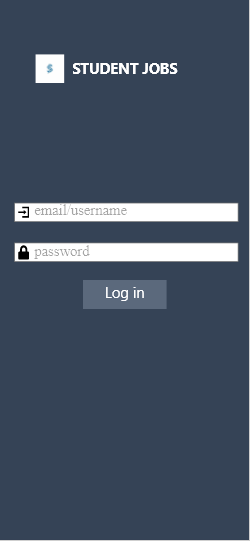 $ STUDENT JOBS
email/username
password
Log in